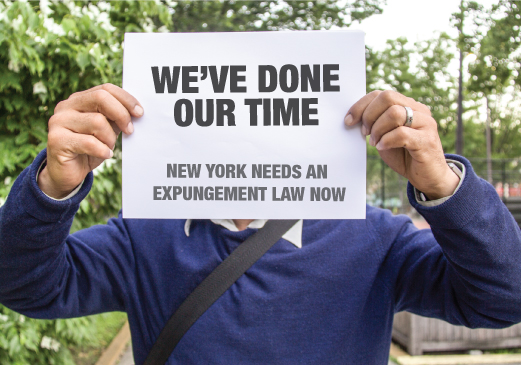 WE'VE DONE
OUR TIME
NEW YORK NEEDS AN
EXPUNGEMENT LAW NOW